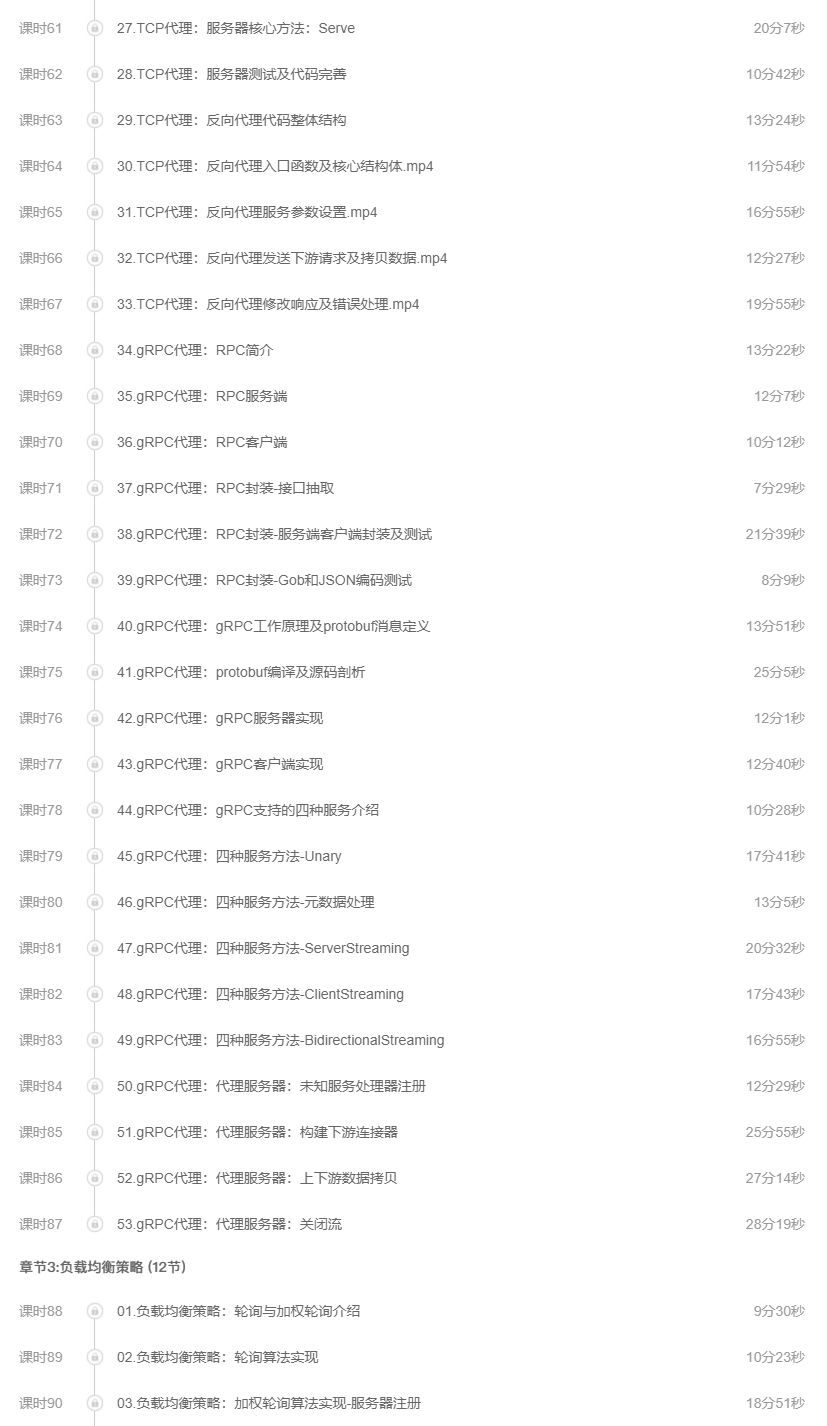 课时61 27.TCP代理：服务器核心方法：Serve 20分7秒
课时62 28.TCP代理：服务器测试及代码完善 10分42秒
课时63 29.TCP代理：反向代理代码整体结构 13分24秒
课时64 30.TCP代理：反向代理入口函数及核心结构体.mp4 11分54秒
课时65 31.TCP代理：反向代理服务参数设置.mp4 16分55秒
课时66 32.TCP代理：反向代理发送下游请求及拷贝数据.mp4 12分27秒
课时67 33.TCP代理：反向代理修改响应及错误处理.mp4 19分55秒
课时68 34.gRPC代理：RPC简介 13分22秒
课时69 35.gRPC代理：RPC服务端 12分7秒
课时70 36.gRPC代理：RPC客户端 10分12秒
课时71 37.gRPC代理：RPC封装-接口抽取 7分29秒
课时72 38.gRPC代理：RPC封装-服务端客户端封装及测试 21分39秒
课时73 39.gRPC代理：RPC封装-Gob和JSON编码测试 8分9秒
课时74 40.gRPC代理：gRPC工作原理及protobuf消息定义 13分51秒
课时75 41.gRPC代理：protobuf编译及源码剖析 25分5秒
课时76 42.gRPC代理：gRPC服务器实现 12分1秒
课时77 43.gRPC代理：gRPC客户端实现 12分40秒
课时78 44.gRPC代理：gRPC支持的四种服务介绍 10分28秒
课时79 45.gRPC代理：四种服务方法-Unary 17分41秒
课时80 46.gRPC代理：四种服务方法-元数据处理 13分5秒
课时81 47.gRPC代理：四种服务方法-ServerStreaming 20分32秒
课时82 48.gRPC代理：四种服务方法-ClientStreaming 17分43秒
课时83 49.gRPC代理：四种服务方法-BidirectionalStreaming 16分55秒
课时84 50.gRPC代理：代理服务器：未知服务处理器注册 12分29秒
课时85 51.gRPC代理：代理服务器：构建下游连接器 25分55秒
课时86 52.gRPC代理：代理服务器：上下游数据拷贝 27分14秒
课时87 53.gRPC代理：代理服务器：关闭流 28分19秒
章节3:负载均衡策略 (12节)
课时88 01.负载均衡策略：轮询与加权轮询介绍 9分30秒
课时89 02.负载均衡策略：轮询算法实现 10分23秒
课时90 03.负载均衡策略：加权轮询算法实现-服务器注册 18分51秒